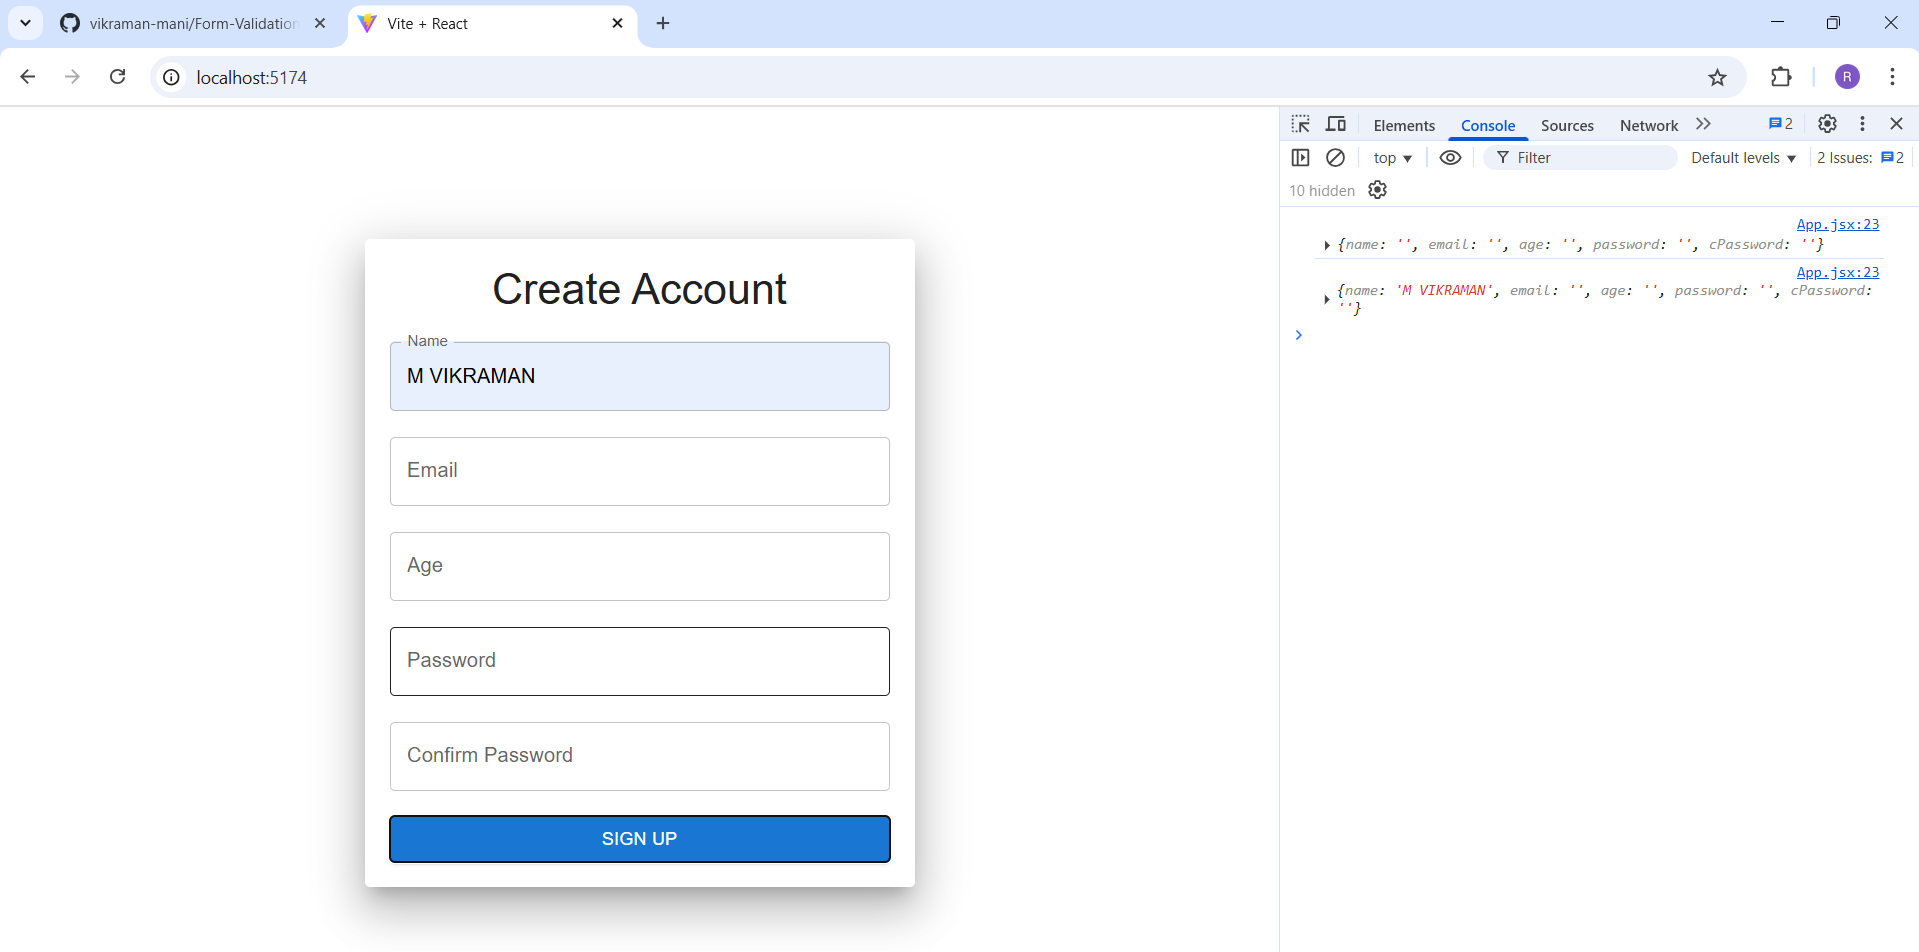 vikraman-mani/Form-Validation
Vite + React
localhost:5174
R
Elements Console Sources Network 2
top Filter Default levels 2 Issues: 2
10 hidden
App.jsx:23
{name: '', email: '', age: '', password: '', cPassword: ''}
App.jsx:23
{name: 'M VIKRAMAN', email: '', age: '', password: '', cPassword:
''}
Create Account
Name
M VIKRAMAN
Email
Age
Password
Confirm Password
SIGN UP